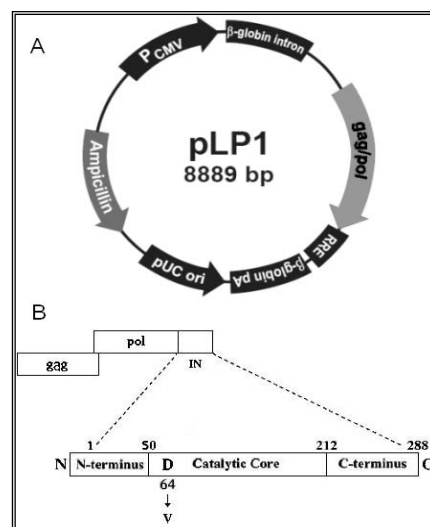 A
P CMV
β-globin intron
gag/pol
RRE
β-globin pA
pUC ori
Ampicillin
pLP1
8889 bp
B
pol
IN
gag
1 50 212 288
N N-terminus D Catalytic Core C-terminus C
64
V